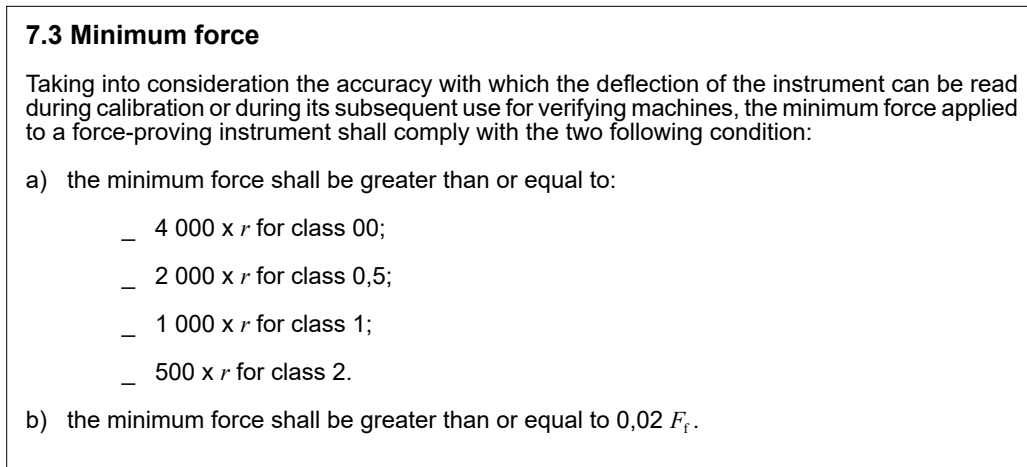 7.3 Minimum force
Taking into consideration the accuracy with which the deflection of the instrument can be read
during calibration or during its subsequent use for verifying machines, the minimum force applied
to a force-proving instrument shall comply with the two following condition:
a) the minimum force shall be greater than or equal to:
_ 4 000 x r for class 00;
_ 2 000 x r for class 0,5;
_ 1 000 x r for class 1;
_ 500 x r for class 2.
b) the minimum force shall be greater than or equal to 0,02 Ff.